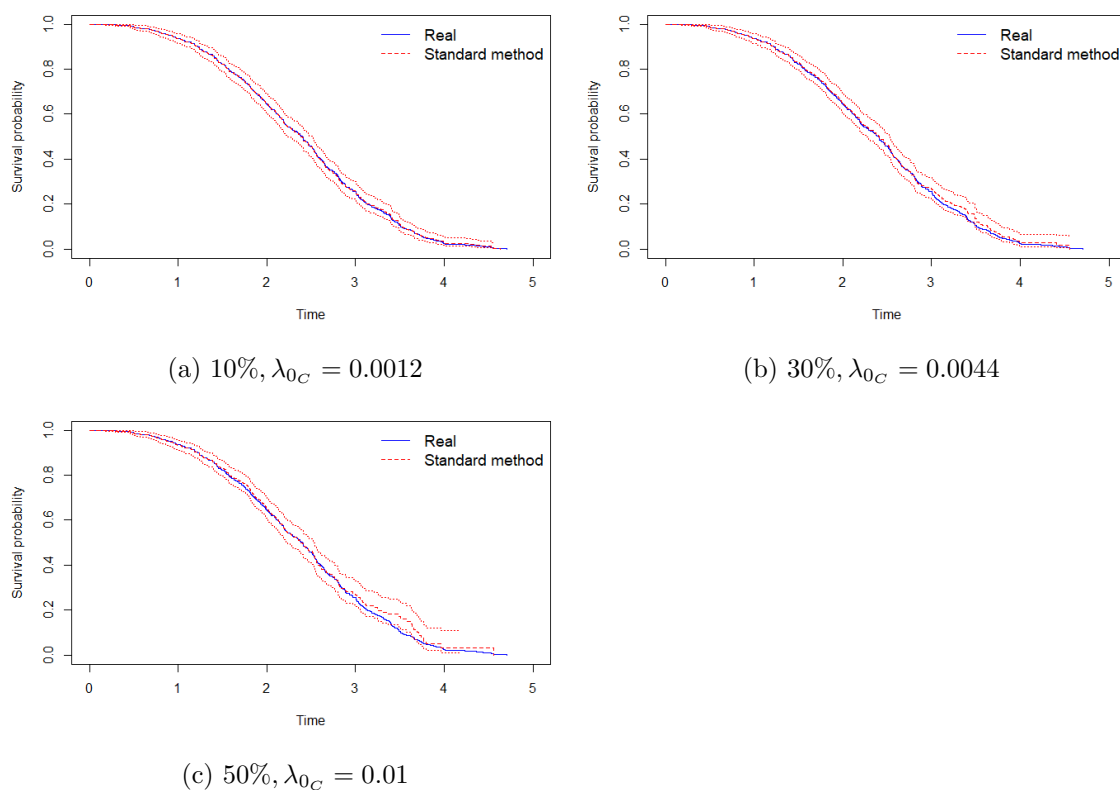 Survival probability
1.0
0.8
0.6
0.4
0.2
0.0
Real
Standard method
0 1 2 3 4 5
Time
(a) 10%, λ0C = 0.0012
Survival probability
1.0
0.8
0.6
0.4
0.2
0.0
Real
Standard method
0 1 2 3 4 5
Time
(b) 30%, λ0C = 0.0044
Survival probability
1.0
0.8
0.6
0.4
0.2
0.0
Real
Standard method
0 1 2 3 4 5
Time
(c) 50%, λ0C = 0.01